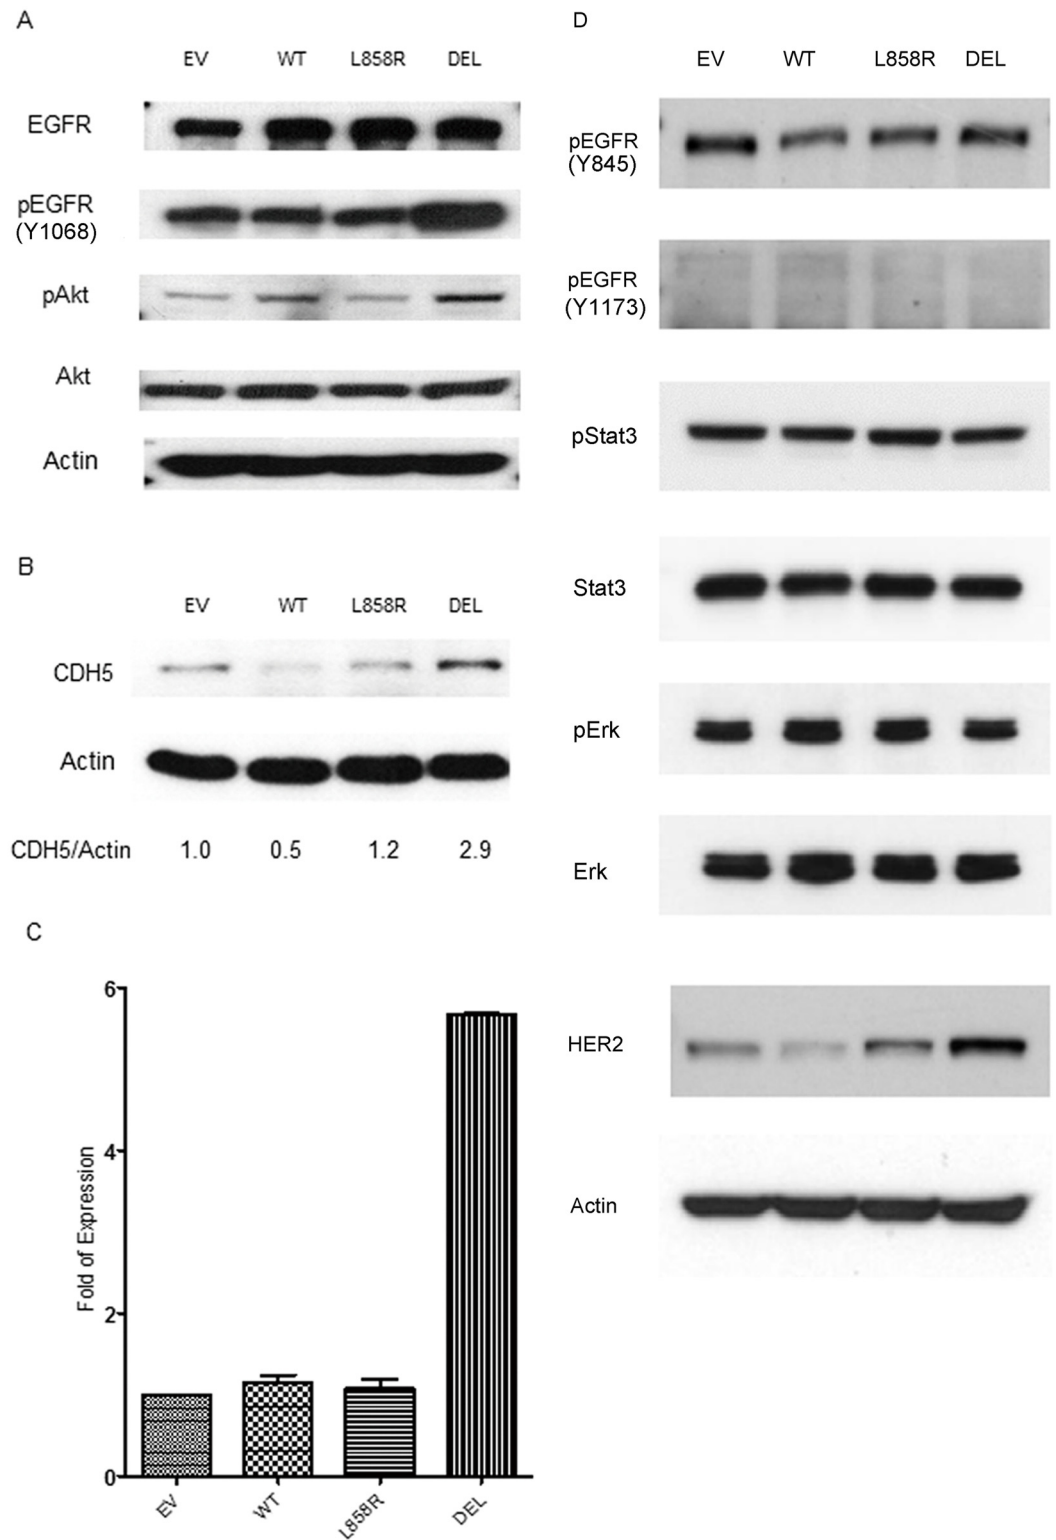 A
EV WT L858R DEL
EGFR
pEGFR
(Y1068)
pAkt
Akt
Actin
B
EV WT L858R DEL
CDH5
Actin
CDH5/Actin 1.0 0.5 1.2 2.9
C
Fold of Expression
6
4
2
0
EV WT L858R DEL
D
EV WT L858R DEL
pEGFR
(Y845)
pEGFR
(Y1173)
pStat3
Stat3
pErk
Erk
HER2
Actin